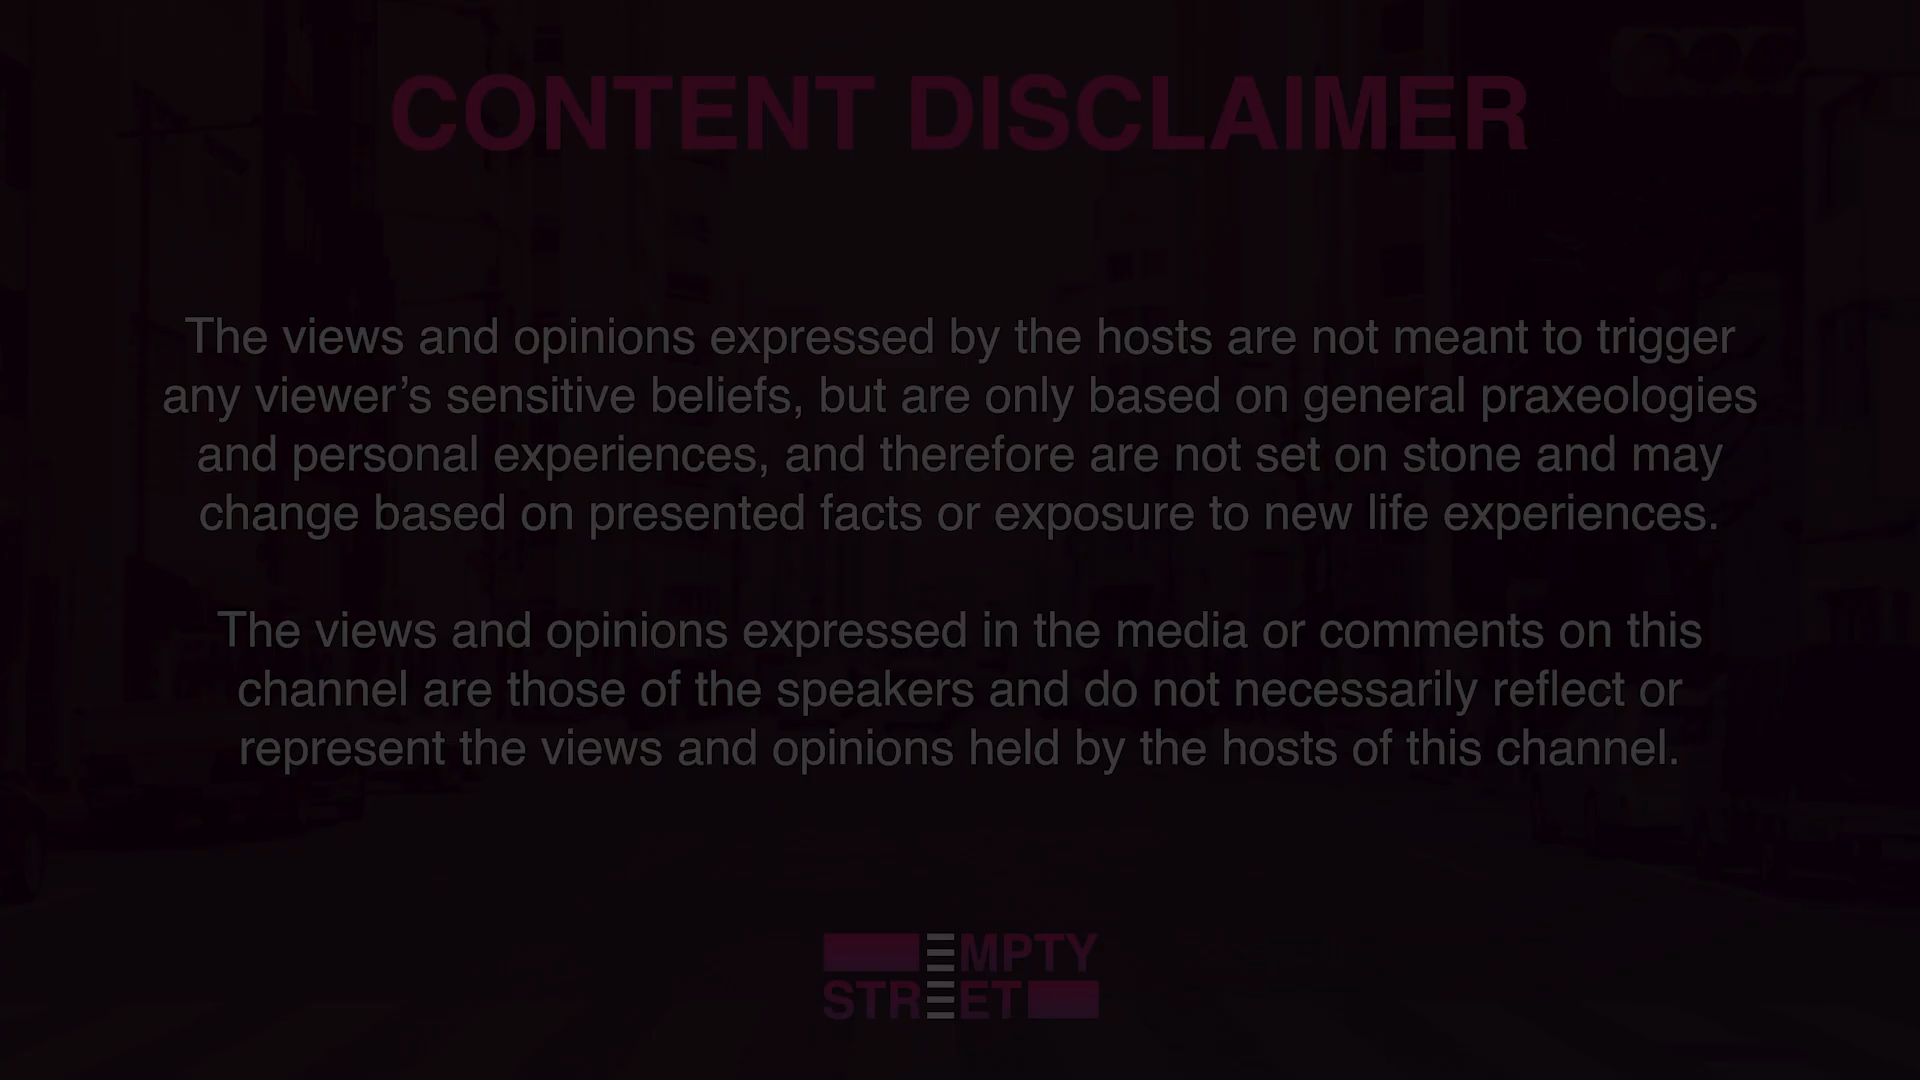 CONTENT DISCLAIMER
The views and opinions expressed by the hosts are not meant to trigger
any viewer’s sensitive beliefs, but are only based on general praxeologies
and personal experiences, and therefore are not set on stone and may
change based on presented facts or exposure to new life experiences.
The views and opinions expressed in the media or comments on this
channel are those of the speakers and do not necessarily reflect or
represent the views and opinions held by the hosts of this channel.
EMPTY
STREET